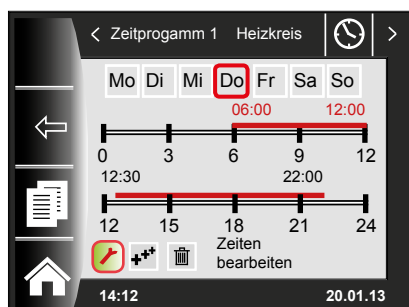 Zeitprogamm 1 Heizkreis
Mo Di Mi Do Fr Sa So
06:00 12:00
0 3 6 9 12
12:30 22:00
12 15 18 21 24
Zeiten
bearbeiten
14:12 20.01.13